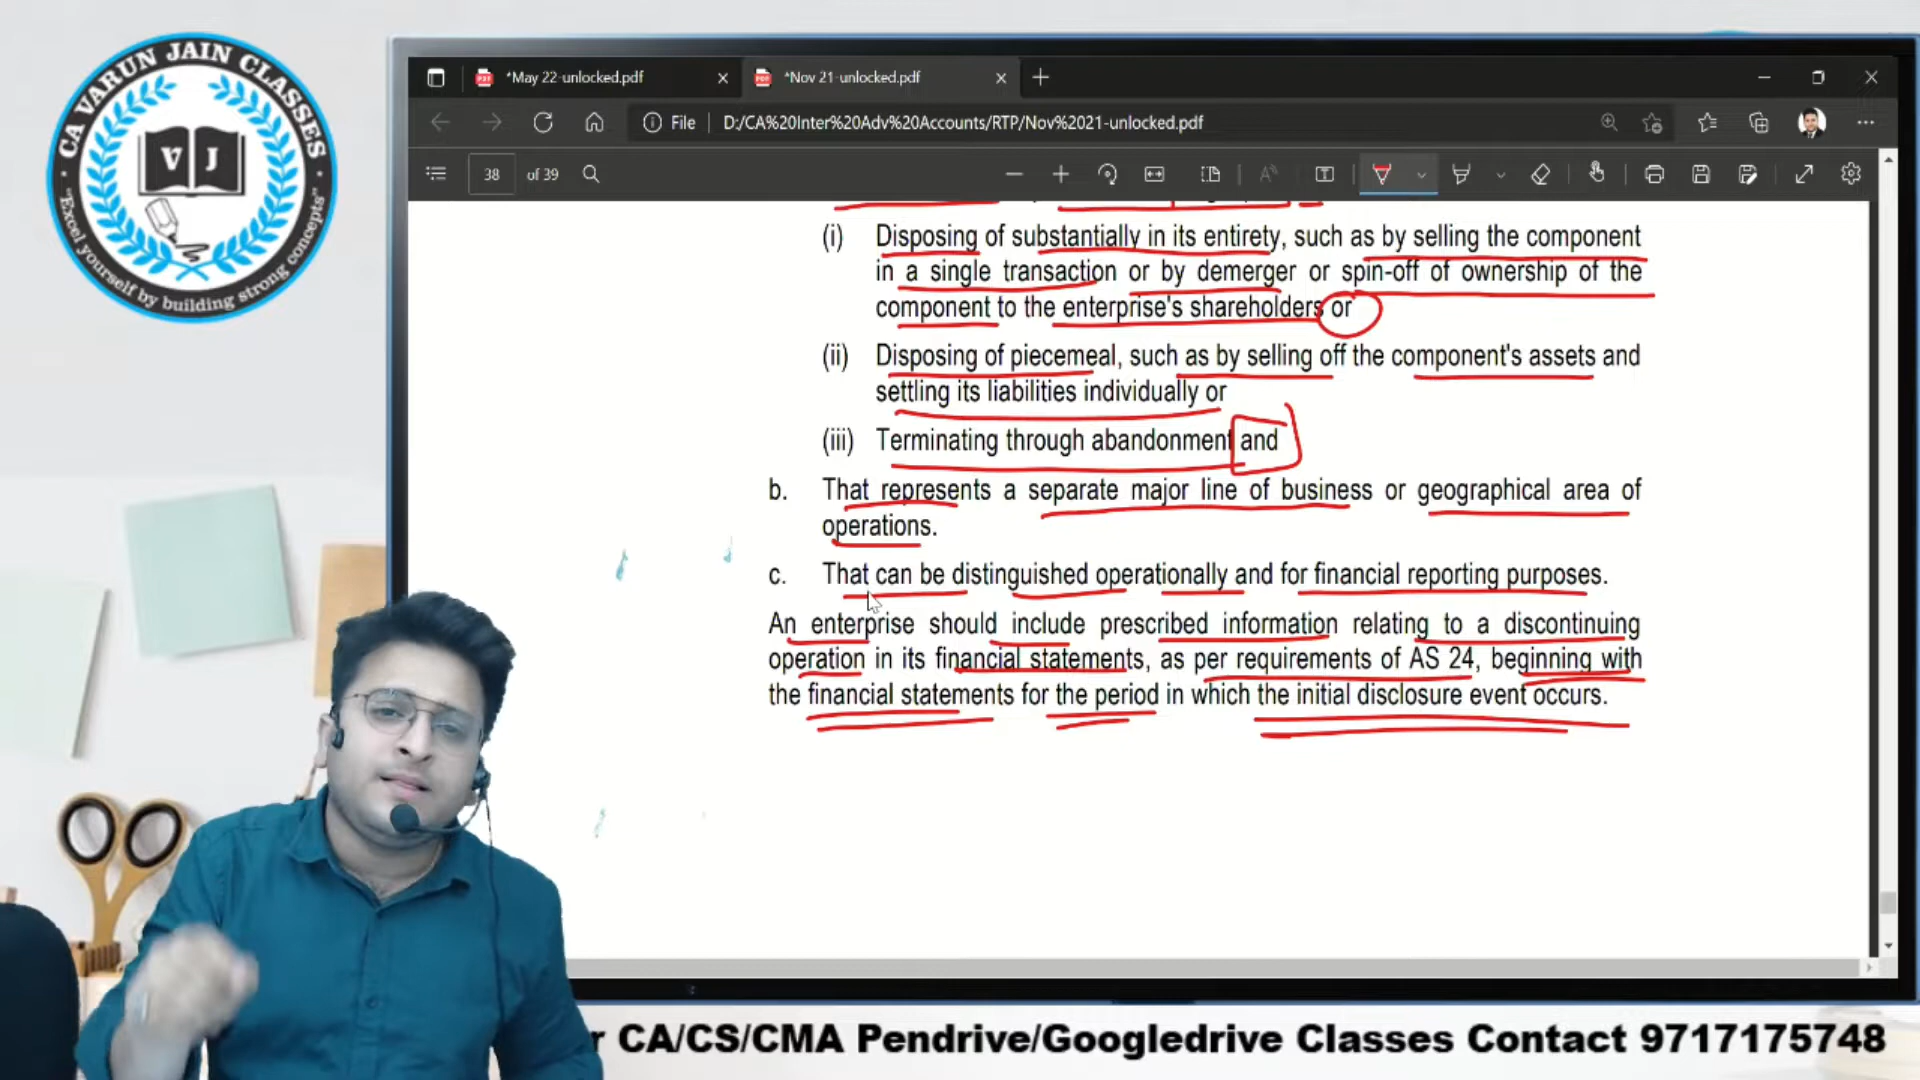 CA VARUN JAIN CLASSES
V J
"Excel yourself by building strong concepts"
*May 22-unlocked.pdf
*Nov 21-unlocked.pdf
File D:/CA%20Inter%20Adv%20Accounts/RTP/Nov%2021-unlocked.pdf
38 of 39
(i) Disposing of substantially in its entirety, such as by selling the component
in a single transaction or by demerger or spin-off of ownership of the
component to the enterprise's shareholders or
(ii) Disposing of piecemeal, such as by selling off the component's assets and
settling its liabilities individually or
(iii) Terminating through abandonment and
b. That represents a separate major line of business or geographical area of
operations.
c. That can be distinguished operationally and for financial reporting purposes.
An enterprise should include prescribed information relating to a discontinuing
operation in its financial statements, as per requirements of AS 24, beginning with
the financial statements for the period in which the initial disclosure event occurs.
r CA/CS/CMA Pendrive/Googledrive Classes Contact 9717175748